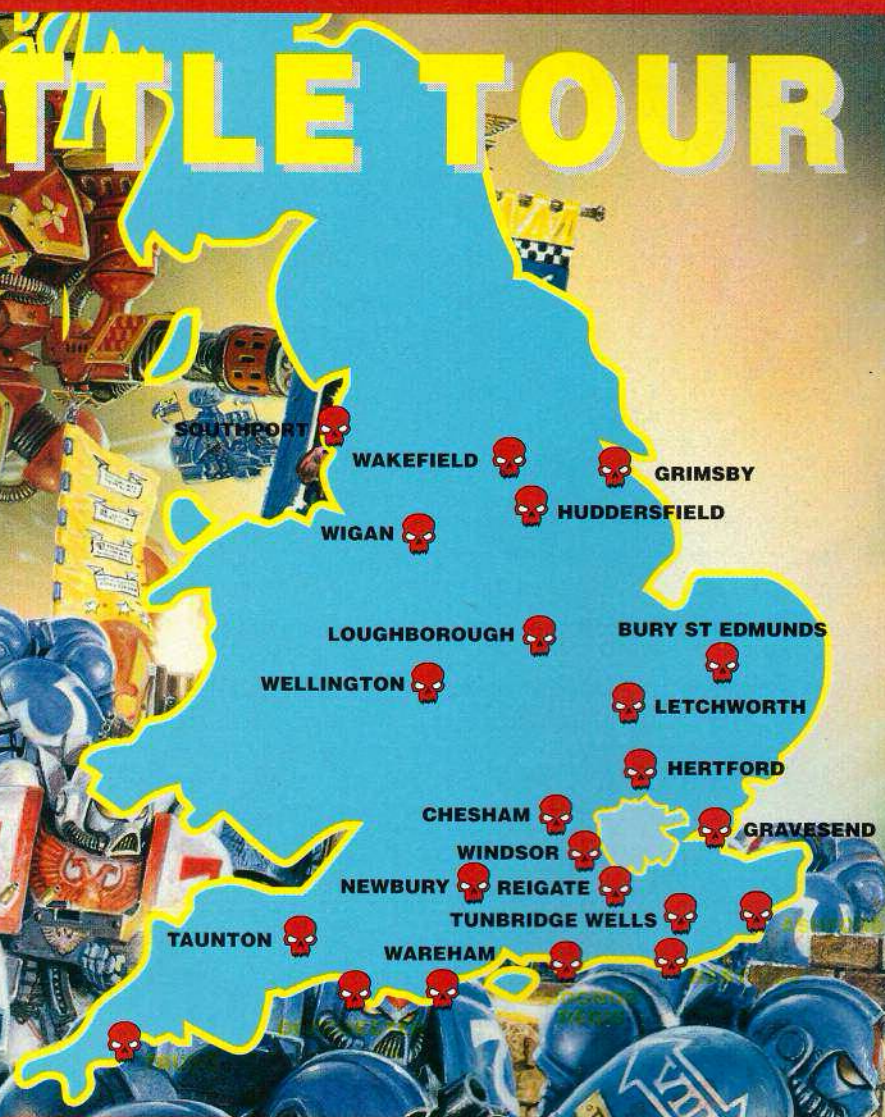 TTLE TOUR
SOUTHPORT
WAKEFIELD
GRIMSBY
HUDDERSFIELD
WIGAN
LOUGHBOROUGH
BURY ST EDMUNDS
WELLINGTON
LETCHWORTH
HERTFORD
CHESHAM
GRAVESEND
WINDSOR
NEWBURY
REIGATE
TUNBRIDGE WELLS
TAUNTON
WAREHAM